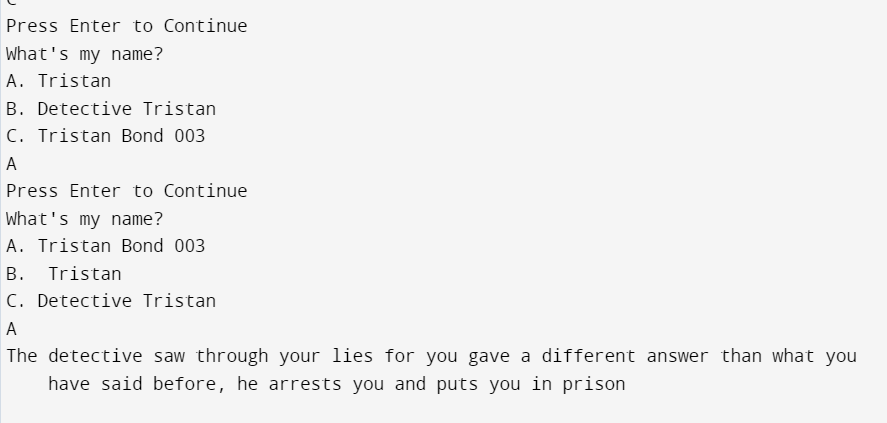 Press Enter to Continue
What's my name?
A. Tristan
B. Detective Tristan
C. Tristan Bond 003
A
Press Enter to Continue
What's my name?
A. Tristan Bond 003
B.  Tristan
C. Detective Tristan
A
The detective saw through your lies for you gave a different answer than what you
    have said before, he arrests you and puts you in prison